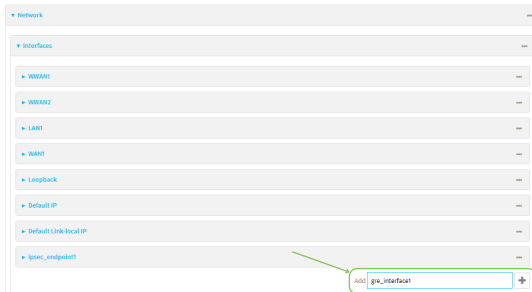 Network
Interfaces
WWAN1
WWAN2
LAN1
WAN1
Loopback
Default IP
Default Link-local IP
ipsec_endpoint1
Add gre_interface1